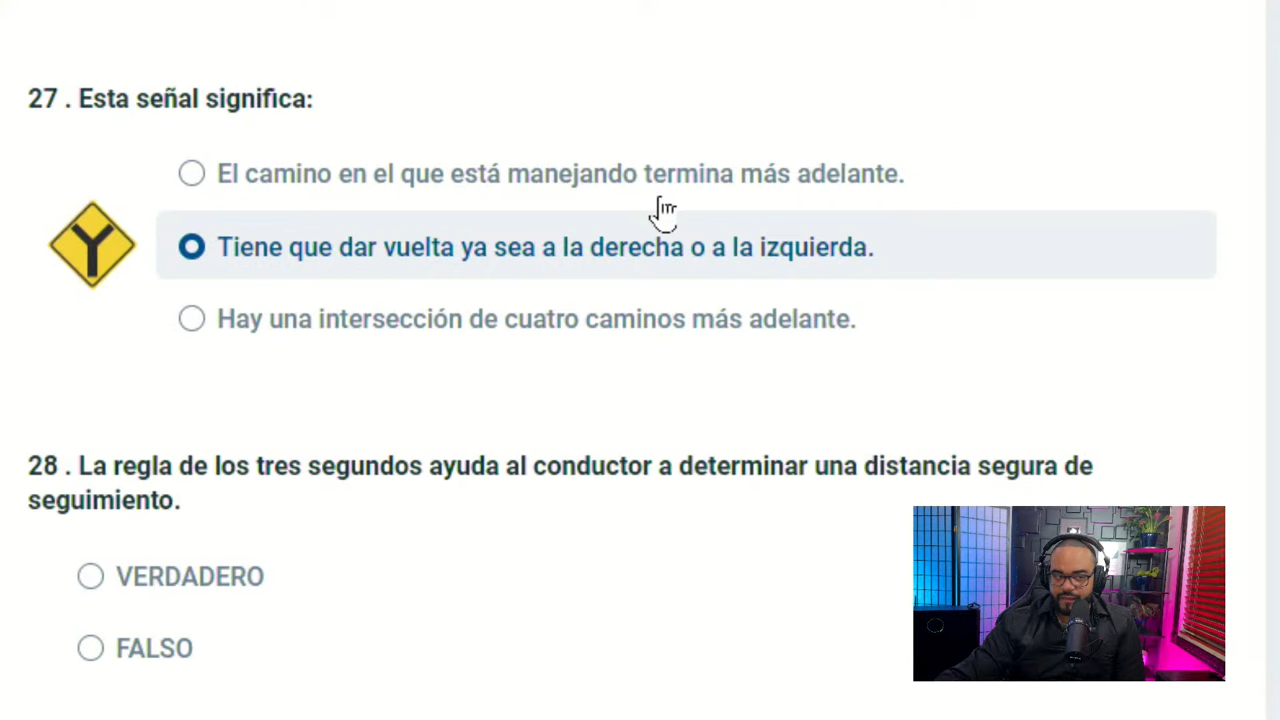 27 . Esta señal significa:
El camino en el que está manejando termina más adelante.
Tiene que dar vuelta ya sea a la derecha o a la izquierda.
Hay una intersección de cuatro caminos más adelante.
28 . La regla de los tres segundos ayuda al conductor a determinar una distancia segura de
seguimiento.
VERDADERO
FALSO